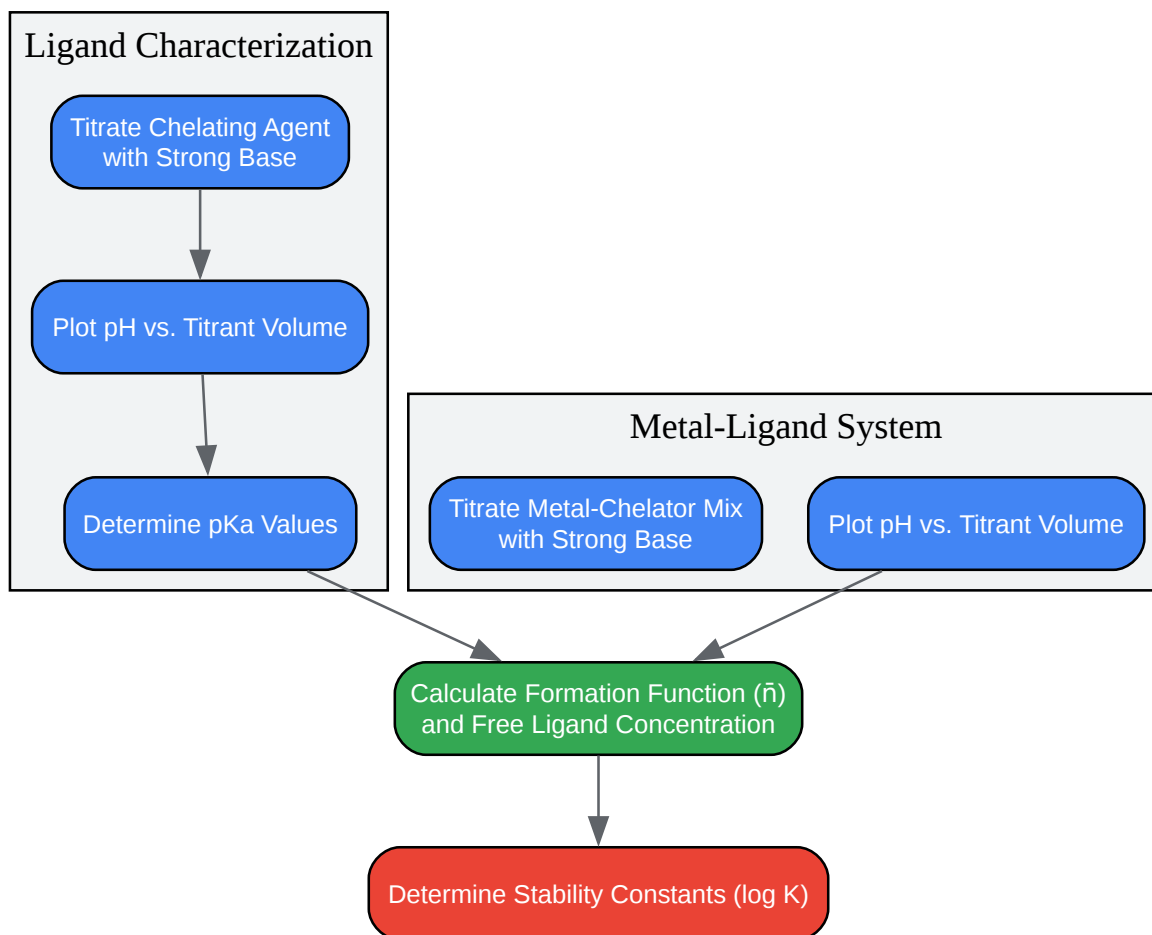 Ligand Characterization
Titrate Chelating Agent
with Strong Base
Plot pH vs. Titrant Volume
Determine pKa Values
Metal-Ligand System
Titrate Metal-Chelator Mix
with Strong Base
Plot pH vs. Titrant Volume
Calculate Formation Function (n̄)
and Free Ligand Concentration
Determine Stability Constants (log K)